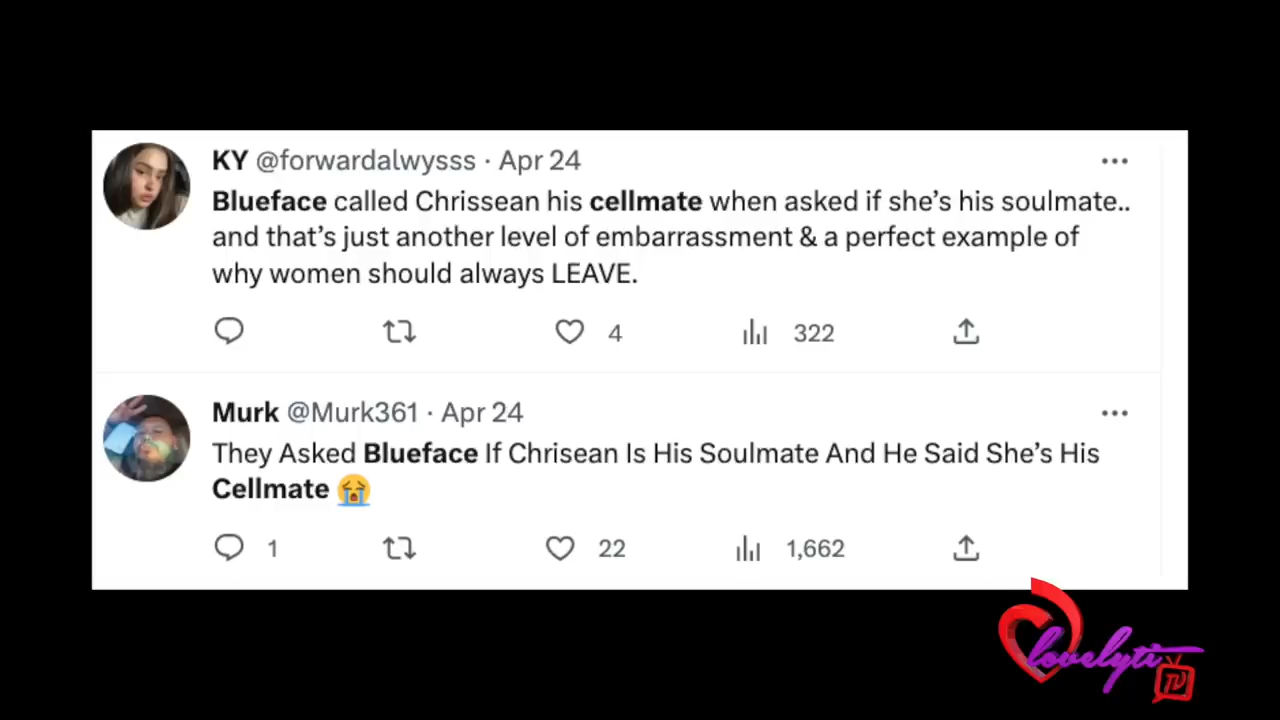 KY @forwardalwysss · Apr 24
Blueface called Chrissean his cellmate when asked if she’s his soulmate..
and that’s just another level of embarrassment & a perfect example of
why women should always LEAVE.
4 322
Murk @Murk361 · Apr 24
They Asked Blueface If Chrisean Is His Soulmate And He Said She’s His
Cellmate 😭
1 22 1,662
lovelyti
TV